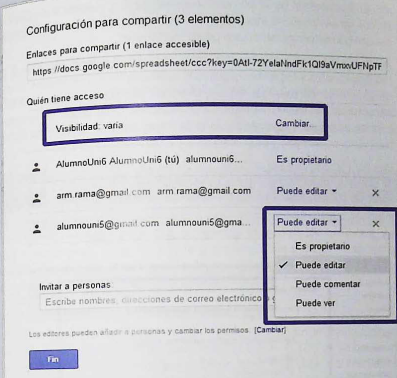 Configuración para compartir (3 elementos)
Enlaces para compartir (1 enlace accesible)
https://docs.google.com/spreadsheet/ccc?key=0AtI-72YelaNndFk1Ql9aVmxvUFNpTF
Quién tiene acceso
Visibilidad: varía Cambiar...
AlumnoUni6 AlumnoUni6 (tú) alumnouni6... Es propietario
arm.rama@gmail.com arm.rama@gmail.com Puede editar
alumnouni5@gmail.com alumnouni5@gma... Puede editar
Es propietario
Puede editar
Puede comentar
Puede ver
Invitar a personas:
Escribe nombres, direcciones de correo electrónico o g
Los editores pueden añadir a personas y cambiar los permisos. [Cambiar]
Fin